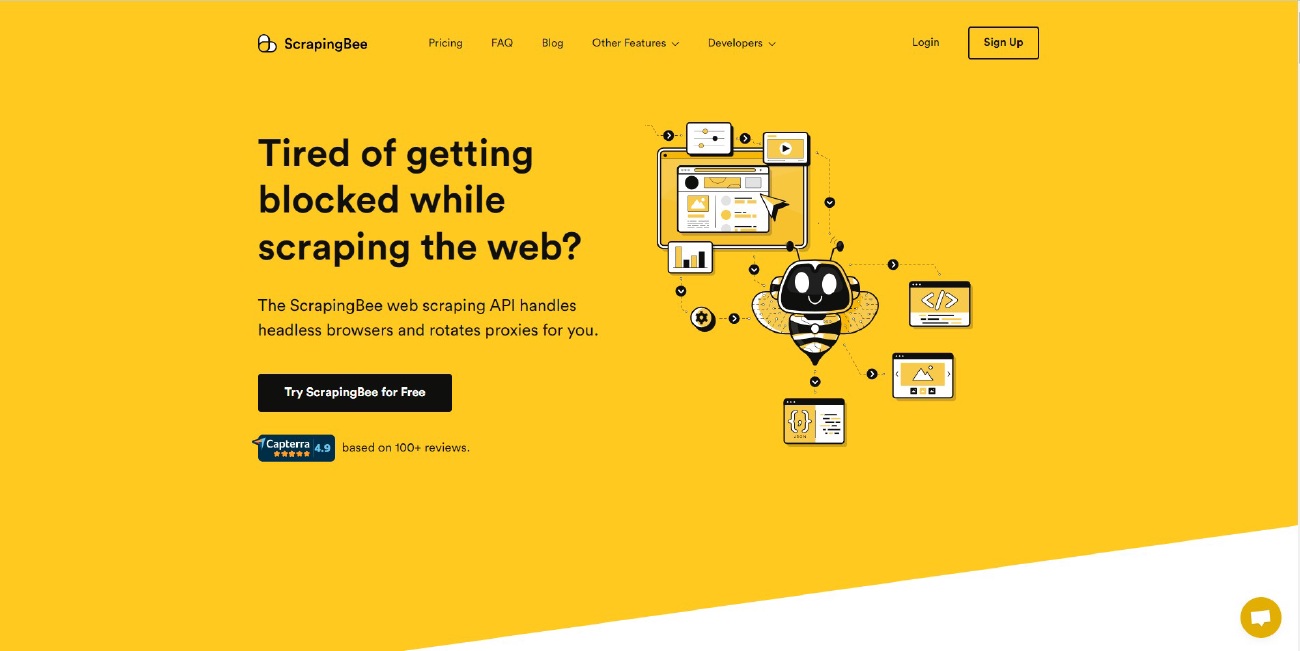 ScrapingBee
Pricing
FAQ
Blog
Other Features
Developers
Login
Sign Up
Tired of getting
blocked while
scraping the web?
The ScrapingBee web scraping API handles
headless browsers and rotates proxies for you.
Try ScrapingBee for Free
Capterra 4.9
based on 100+ reviews.
</>
{}
JSON